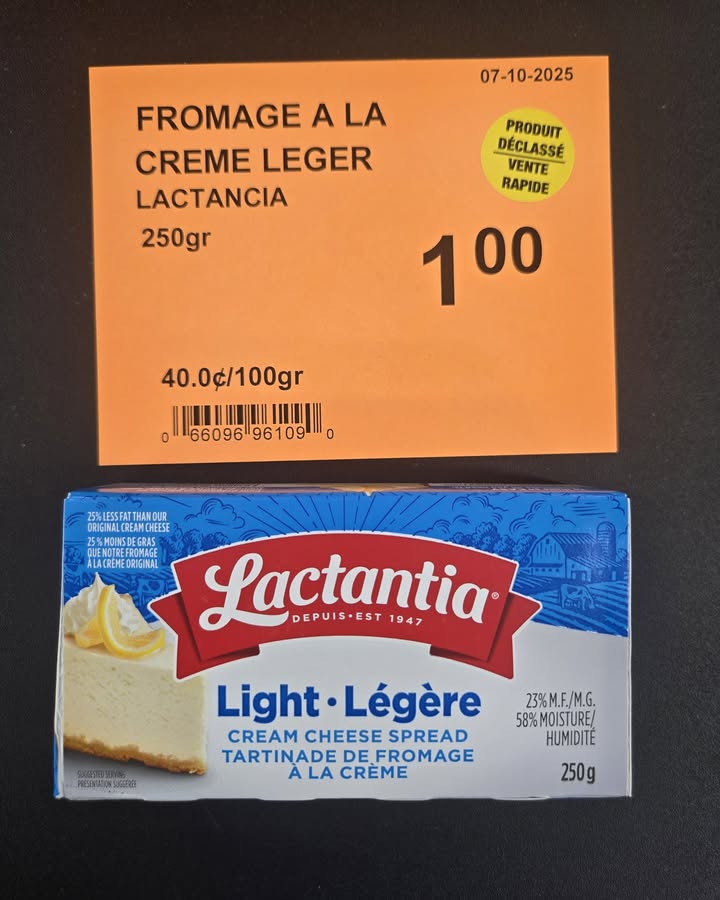 07-10-2025
FROMAGE A LA
CREME LEGER
LACTANCIA
250gr
PRODUIT
DÉCLASSÉ
VENTE
RAPIDE
1 00
40.0¢/100gr
0 66096 96109 0
25% LESS FAT THAN OUR
ORIGINAL CREAM CHEESE
25 % MOINS DE GRAS
QUE NOTRE FROMAGE
À LA CRÈME ORIGINAL
Lactantia®
DEPUIS • EST 1947
Light • Légère
CREAM CHEESE SPREAD
TARTINADE DE FROMAGE
À LA CRÈME
23% M.F./M.G.
58% MOISTURE/
HUMIDITÉ
250 g
SUGGESTED SERVING
PRÉSENTATION SUGGÉRÉE